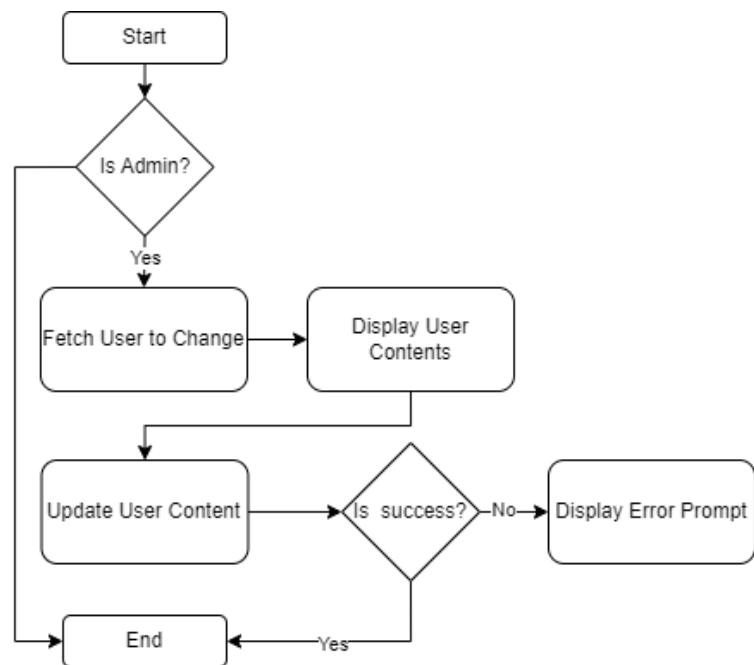 Start
Is Admin?
Yes
Fetch User to Change
Display User
Contents
Update User Content
Is success?
No
Display Error Prompt
End
Yes